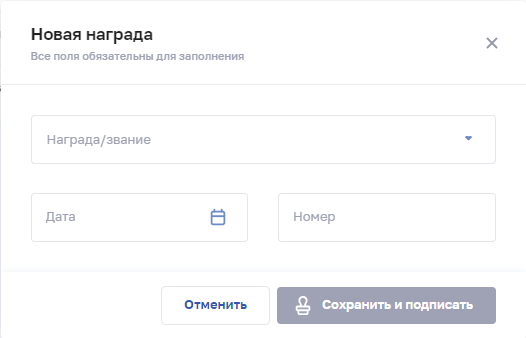 Новая награда
Все поля обязательны для заполнения
Награда/звание
Дата
Номер
Отменить
Сохранить и подписать